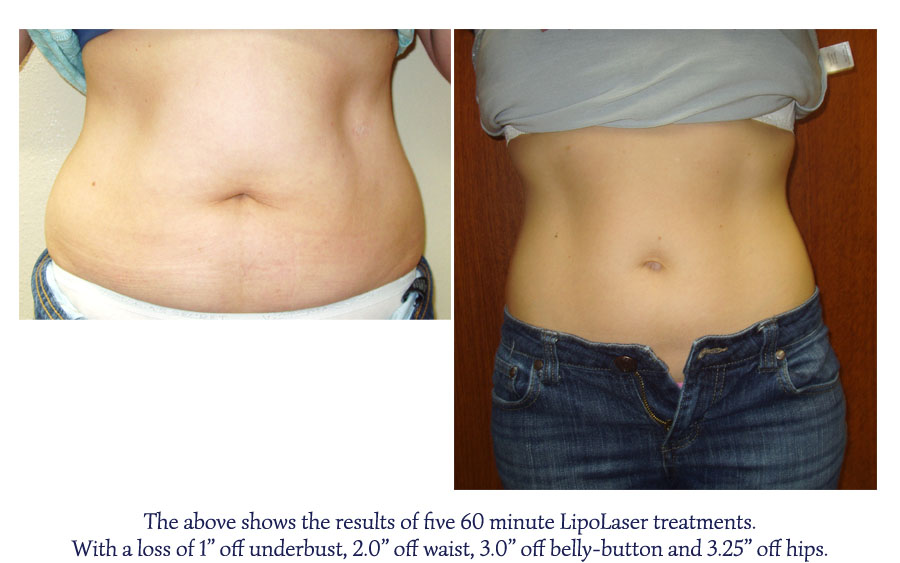 The above shows the results of five 60 minute LipoLaser treatments.
With a loss of 1” off underbust, 2.0” off waist, 3.0” off belly-button and 3.25” off hips.